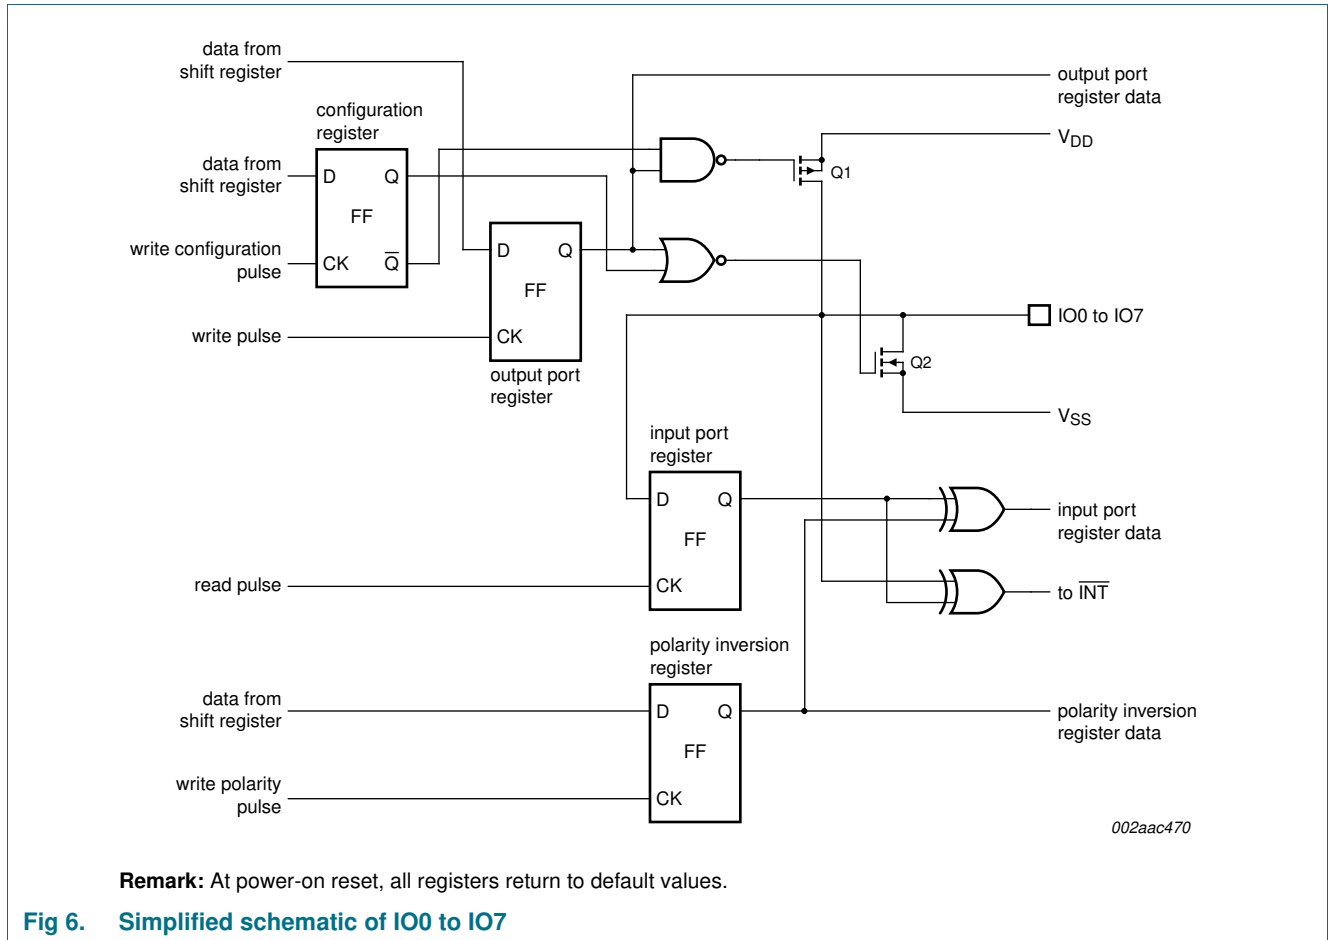 data from
shift register
output port
register data
configuration
register
V_DD
data from
shift register
D
Q
Q1
FF
write configuration
pulse
CK
Q̅
D
Q
FF
IO0 to IO7
write pulse
CK
Q2
output port
register
V_SS
input port
register
D
Q
input port
register data
FF
read pulse
CK
to I̅N̅T̅
polarity inversion
register
data from
shift register
D
Q
polarity inversion
register data
FF
write polarity
pulse
CK
002aac470
Remark: At power-on reset, all registers return to default values.
Fig 6. Simplified schematic of IO0 to IO7